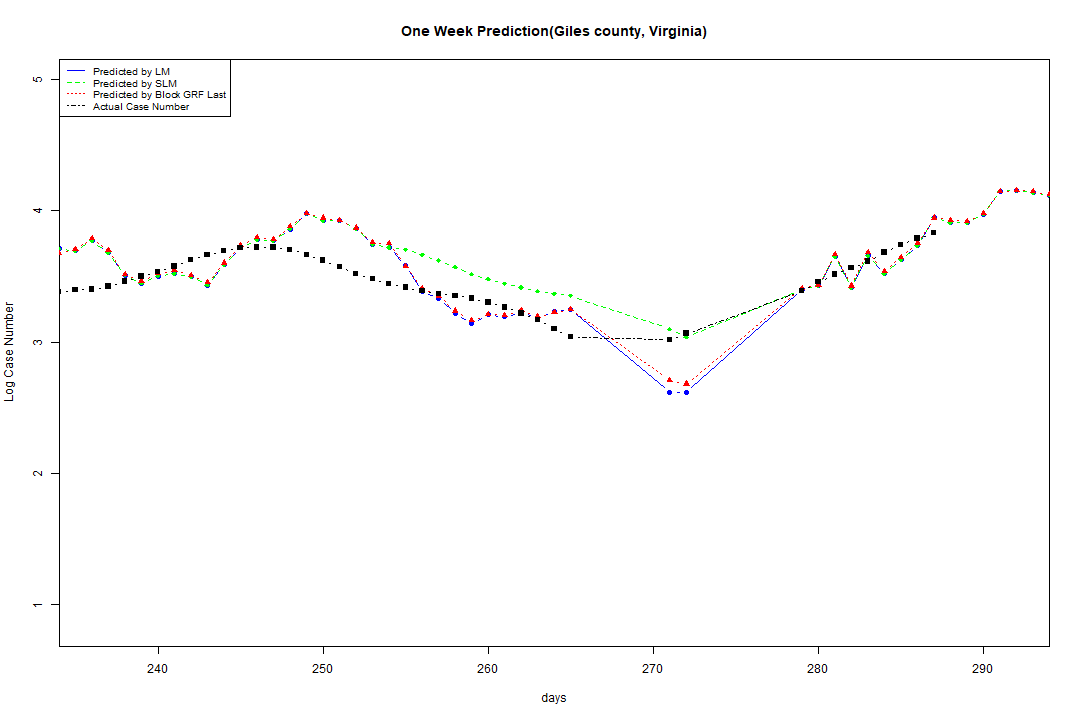 One Week Prediction(Giles county, Virginia)
Predicted by LM
Predicted by SLM
Predicted by Block GRF Last
Actual Case Number
Log Case Number
5
4
3
2
1
240 250 260 270 280 290
days